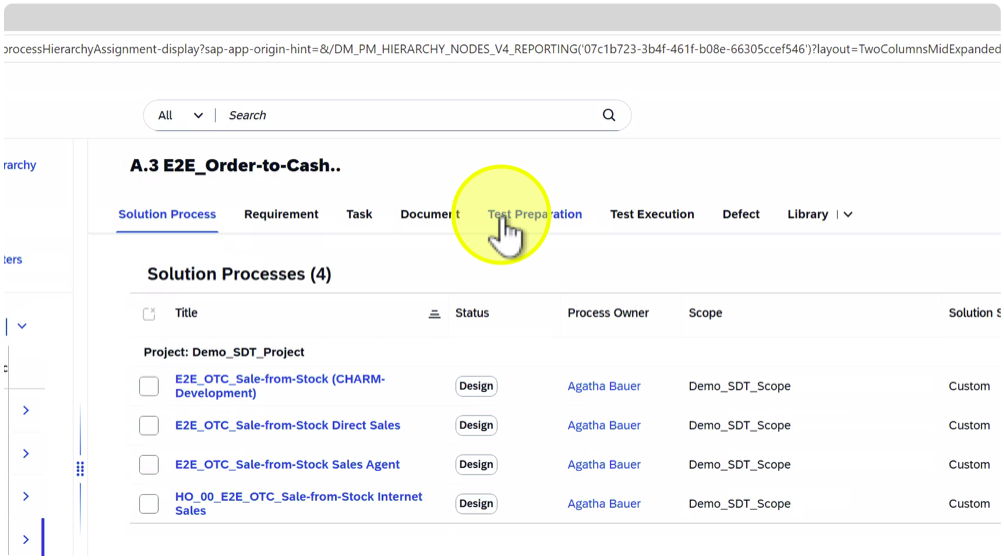 processHierarchyAssignment-display?sap-app-origin-hint=&/DM_PM_HIERARCHY_NODES_V4_REPORTING('07c1b723-3b4f-461f-b08e-66305ccef546')?layout=TwoColumnsMidExpanded
All Search
rarchy
A.3 E2E_Order-to-Cash..
Solution Process Requirement Task Document Test Preparation Test Execution Defect Library
ters
Solution Processes (4)
Title Status Process Owner Scope Solution S
Project: Demo_SDT_Project
E2E_OTC_Sale-from-Stock (CHARM-
Development)
Design Agatha Bauer Demo_SDT_Scope Custom
E2E_OTC_Sale-from-Stock Direct Sales Design Agatha Bauer Demo_SDT_Scope Custom
E2E_OTC_Sale-from-Stock Sales Agent Design Agatha Bauer Demo_SDT_Scope Custom
HO_00_E2E_OTC_Sale-from-Stock Internet
Sales
Design Agatha Bauer Demo_SDT_Scope Custom